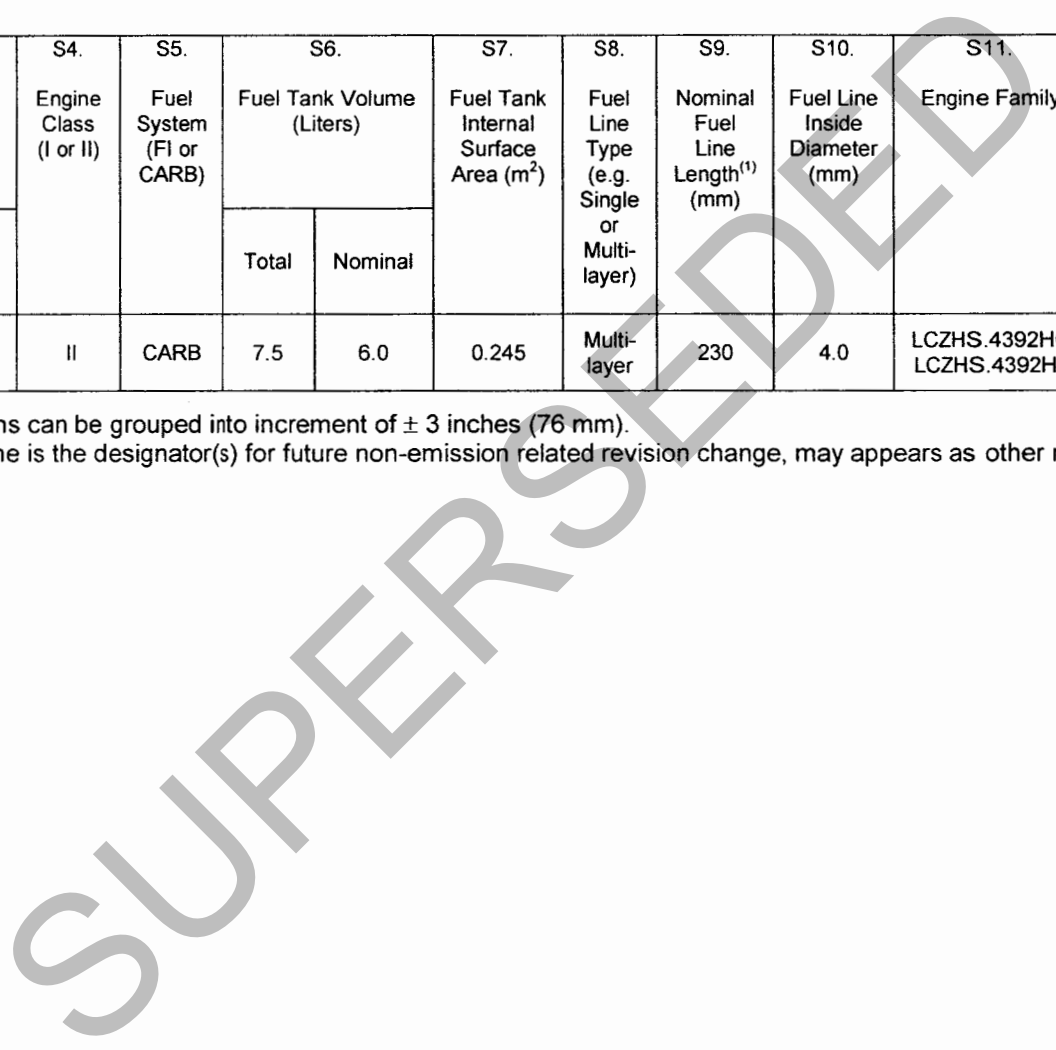 S4. S5. S6. S7. S8. S9. S10. S11.
Engine Class (I or II)
Fuel System (FI or CARB)
Fuel Tank Volume (Liters)
Total Nominal
Fuel Tank Internal Surface Area (m²)
Fuel Line Type (e.g. Single or Multi-layer)
Nominal Fuel Line Length⁽¹⁾ (mm)
Fuel Line Inside Diameter (mm)
Engine Family
II CARB 7.5 6.0 0.245 Multi-layer 230 4.0 LCZHS.4392H
LCZHS.4392H
ns can be grouped into increment of ± 3 inches (76 mm).
ne is the designator(s) for future non-emission related revision change, may appears as other
SUPERSEDED